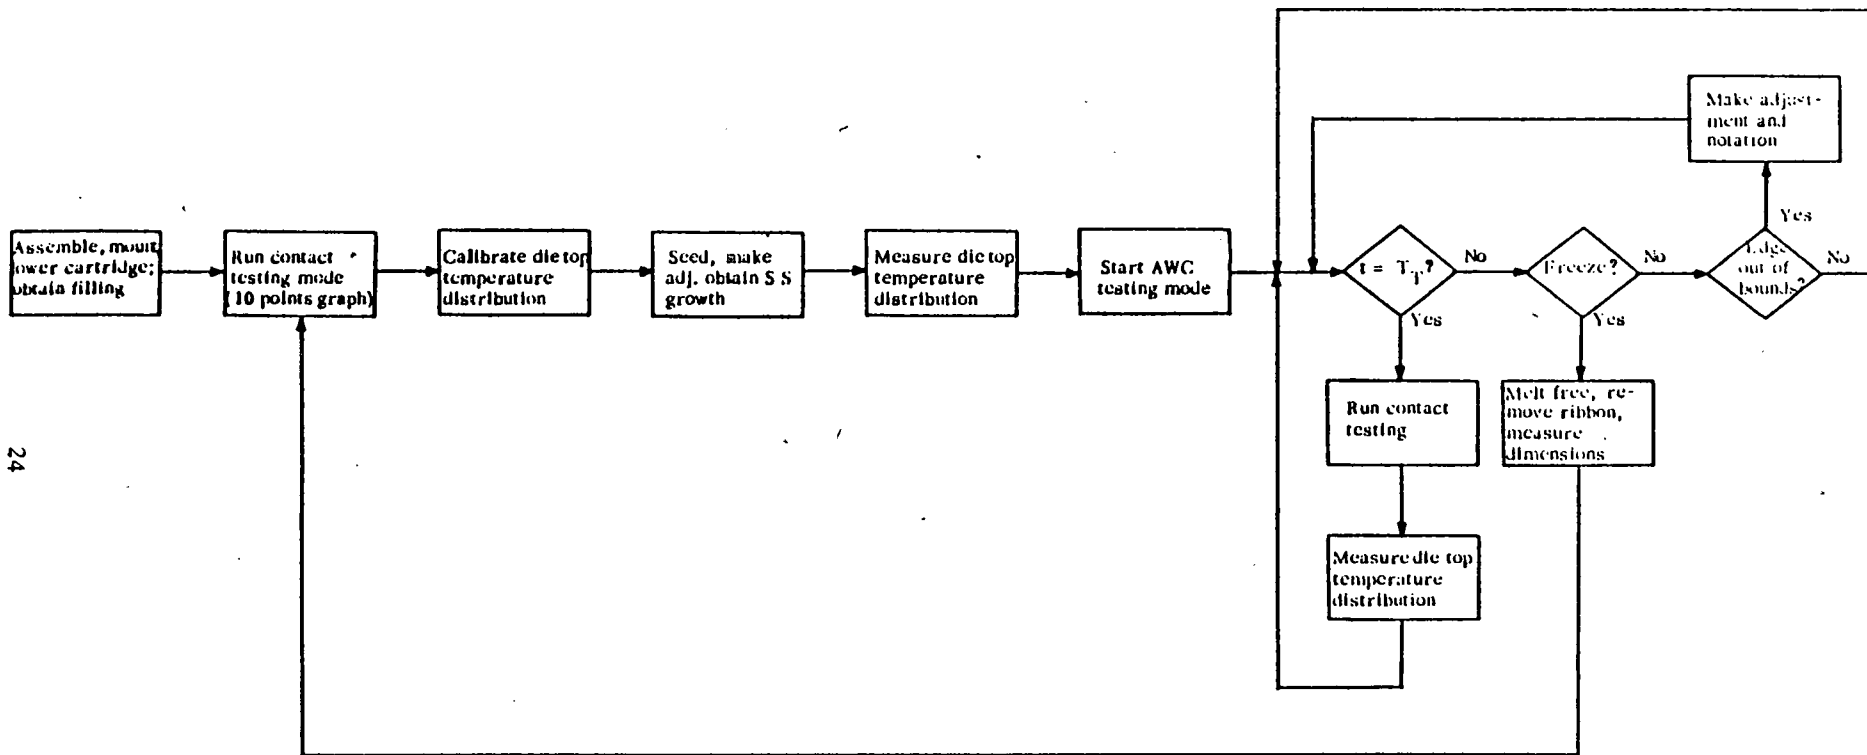 Make adjust-
ment and
notation
Yes
Assemble, mount,
lower cartridge;
obtain filling
Run contact
testing mode
(10 points graph)
Calibrate die top
temperature
distribution
Seed, make
adj. obtain S S
growth
Measure die top
temperature
distribution
Start AWC
testing mode
t = T_T?
No
Freeze?
No
Edge
out of
bounds?
No
Yes
Yes
Run contact
testing
Melt free, re-
move ribbon,
measure
dimensions
Measure die top
temperature
distribution
24